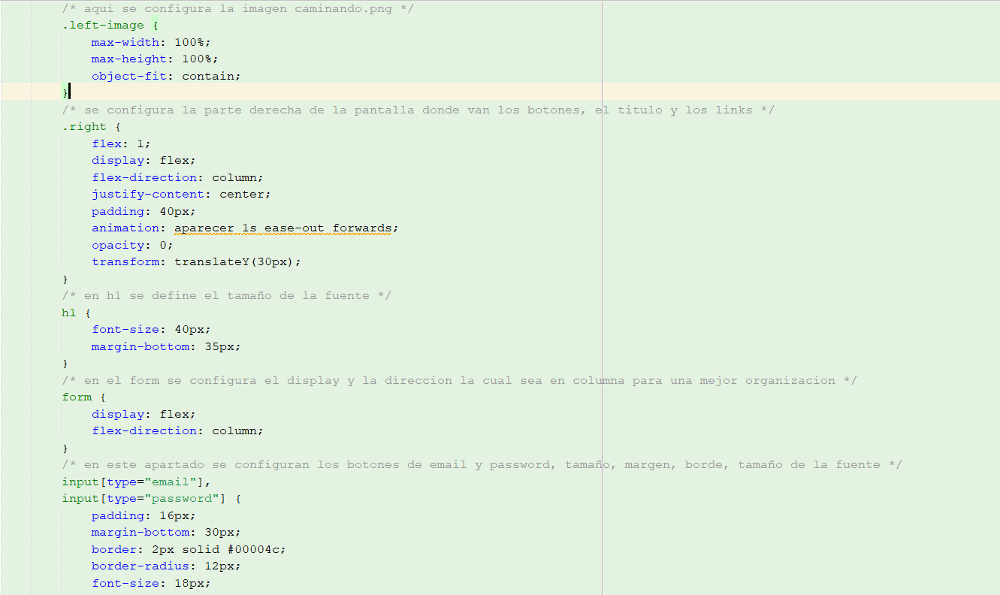 /* aqui se configura la imagen caminando.png */
.left-image {
    max-width: 100%;
    max-height: 100%;
    object-fit: contain;
}
/* se configura la parte derecha de la pantalla donde van los botones, el titulo y los links */
.right {
    flex: 1;
    display: flex;
    flex-direction: column;
    justify-content: center;
    padding: 40px;
    animation: aparecer 1s ease-out forwards;
    opacity: 0;
    transform: translateY(30px);
}
/* en h1 se define el tamaño de la fuente */
h1 {
    font-size: 40px;
    margin-bottom: 35px;
}
/* en el form se configura el display y la direccion la cual sea en columna para una mejor organizacion */
form {
    display: flex;
    flex-direction: column;
}
/* en este apartado se configuran los botones de email y password, tamaño, margen, borde, tamaño de la fuente */
input[type="email"],
input[type="password"] {
    padding: 16px;
    margin-bottom: 30px;
    border: 2px solid #00004c;
    border-radius: 12px;
    font-size: 18px;